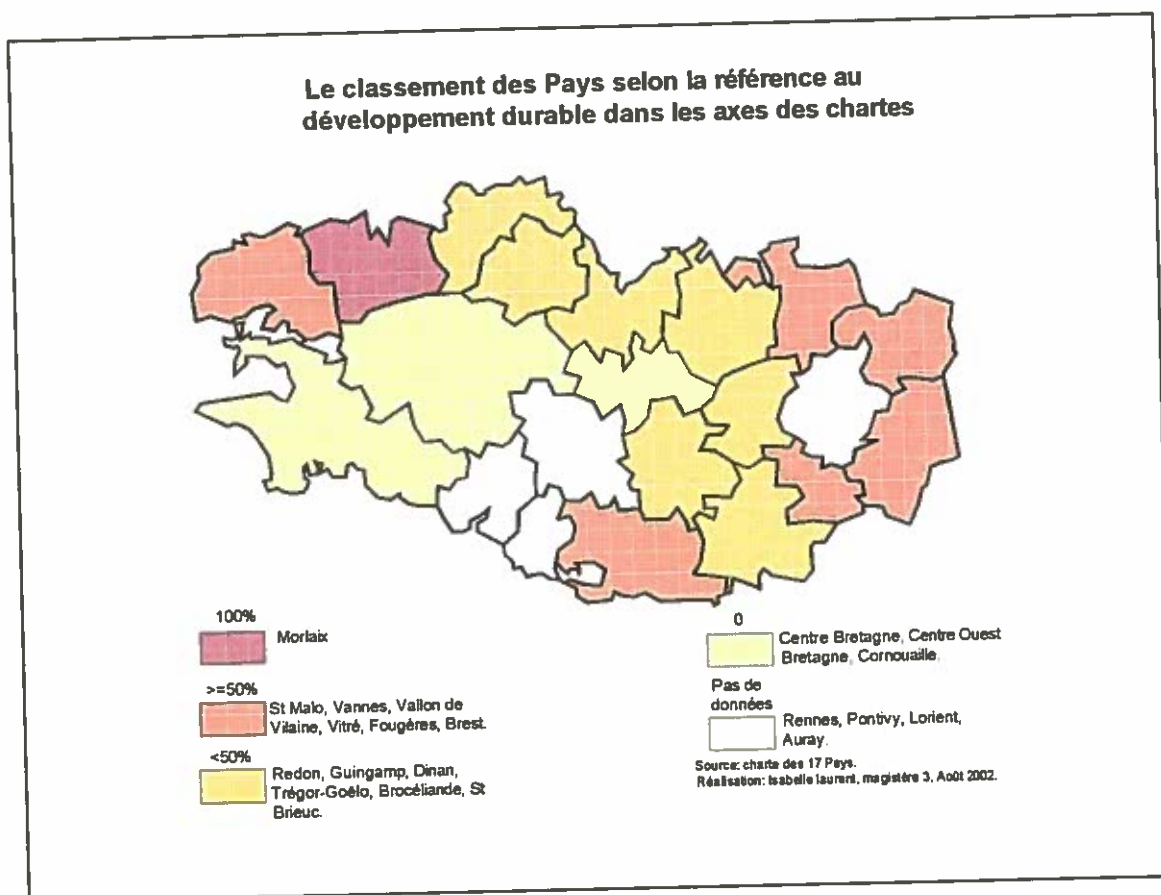 Le classement des Pays selon la référence au
développement durable dans les axes des chartes
100%
Morlaix
>=50%
St Malo, Vannes, Vallon de
Vilaine, Vitré, Fougères, Brest.
<50%
Redon, Guingamp, Dinan,
Trégor-Goëlo, Brocéliande, St
Brieuc.
0
Centre Bretagne, Centre Ouest
Bretagne, Cornouaille.
Pas de
données
Rennes, Pontivy, Lorient,
Auray.
Source: charte des 17 Pays.
Réalisation: Isabelle laurent, magistère 3, Août 2002.